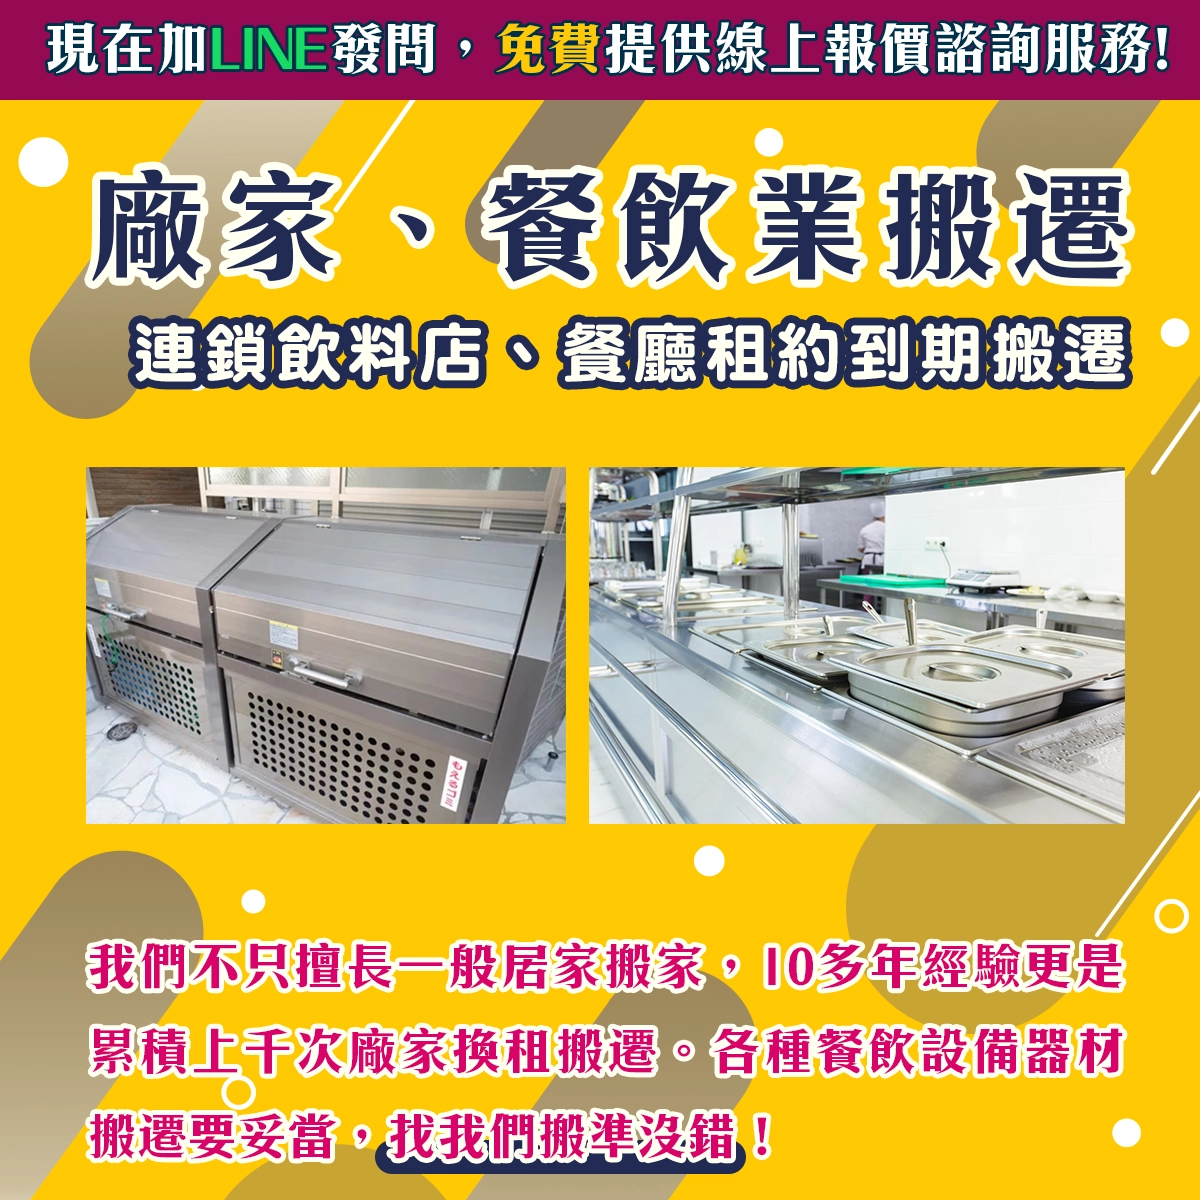 現在加LINE發問，免費提供線上報價諮詢服務!
廠家、餐飲業搬遷
連鎖飲料店、餐廳租約到期搬遷
もえるゴミ
我們不只擅長一般居家搬家，10多年經驗更是
累積上千次廠家換租搬遷。各種餐飲設備器材
搬遷要妥當，找我們搬準沒錯！